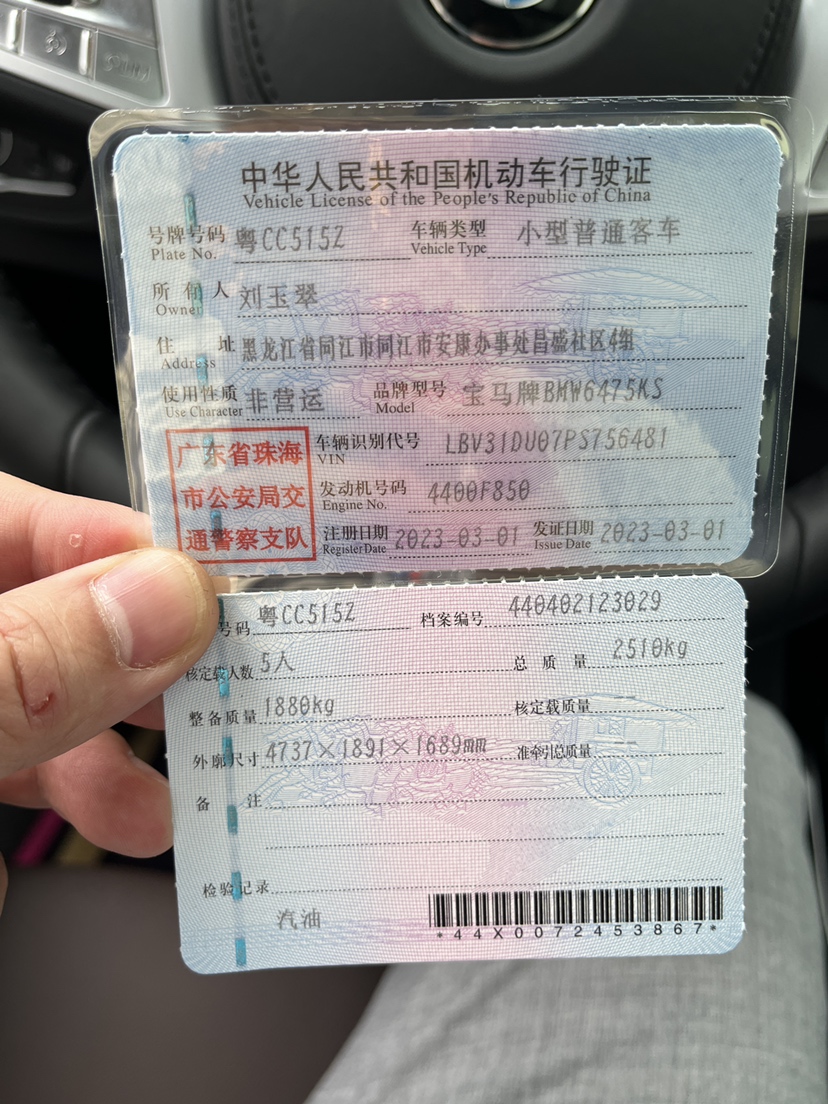 中华人民共和国机动车行驶证
Vehicle License of the People's Republic of China
号牌号码 Plate No. 粤CC515Z 车辆类型 Vehicle Type 小型普通客车
所有人 Owner 刘玉翠
住址 Address 黑龙江省同江市同江市安康办事处昌盛社区4组
使用性质 Use Character 非营运 品牌型号 Model 宝马牌BMW6475KS
广东省珠海
市公安局交
通警察支队
车辆识别代号 VIN LBV31DU07PS756481
发动机号码 Engine No. 4400F850
注册日期 Register Date 2023-03-01 发证日期 Issue Date 2023-03-01
号码 粤CC515Z 档案编号 440402123029
核定载人数 5人 总质量 2510kg
整备质量 1880kg 核定载质量 --
外廓尺寸 4737×1891×1689mm 准牵引总质量 --
备注
检验记录
汽油
*44X0072453867*